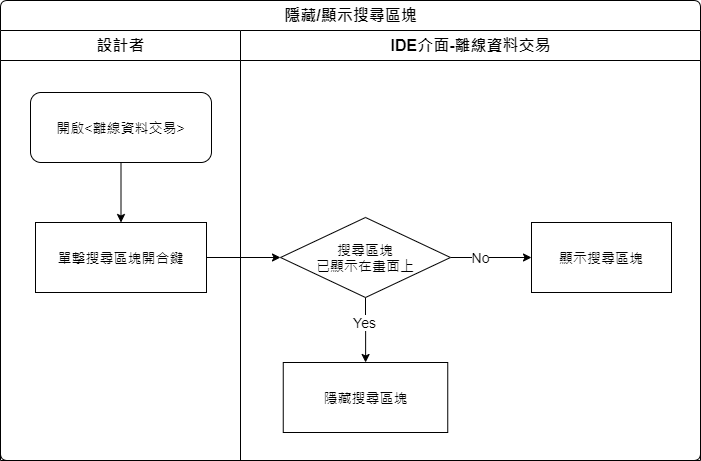 隱藏/顯示搜尋區塊
設計者
IDE介面-離線資料交易
開啟<離線資料交易>
單擊搜尋區塊開合鍵
搜尋區塊
已顯示在畫面上
No
顯示搜尋區塊
Yes
隱藏搜尋區塊